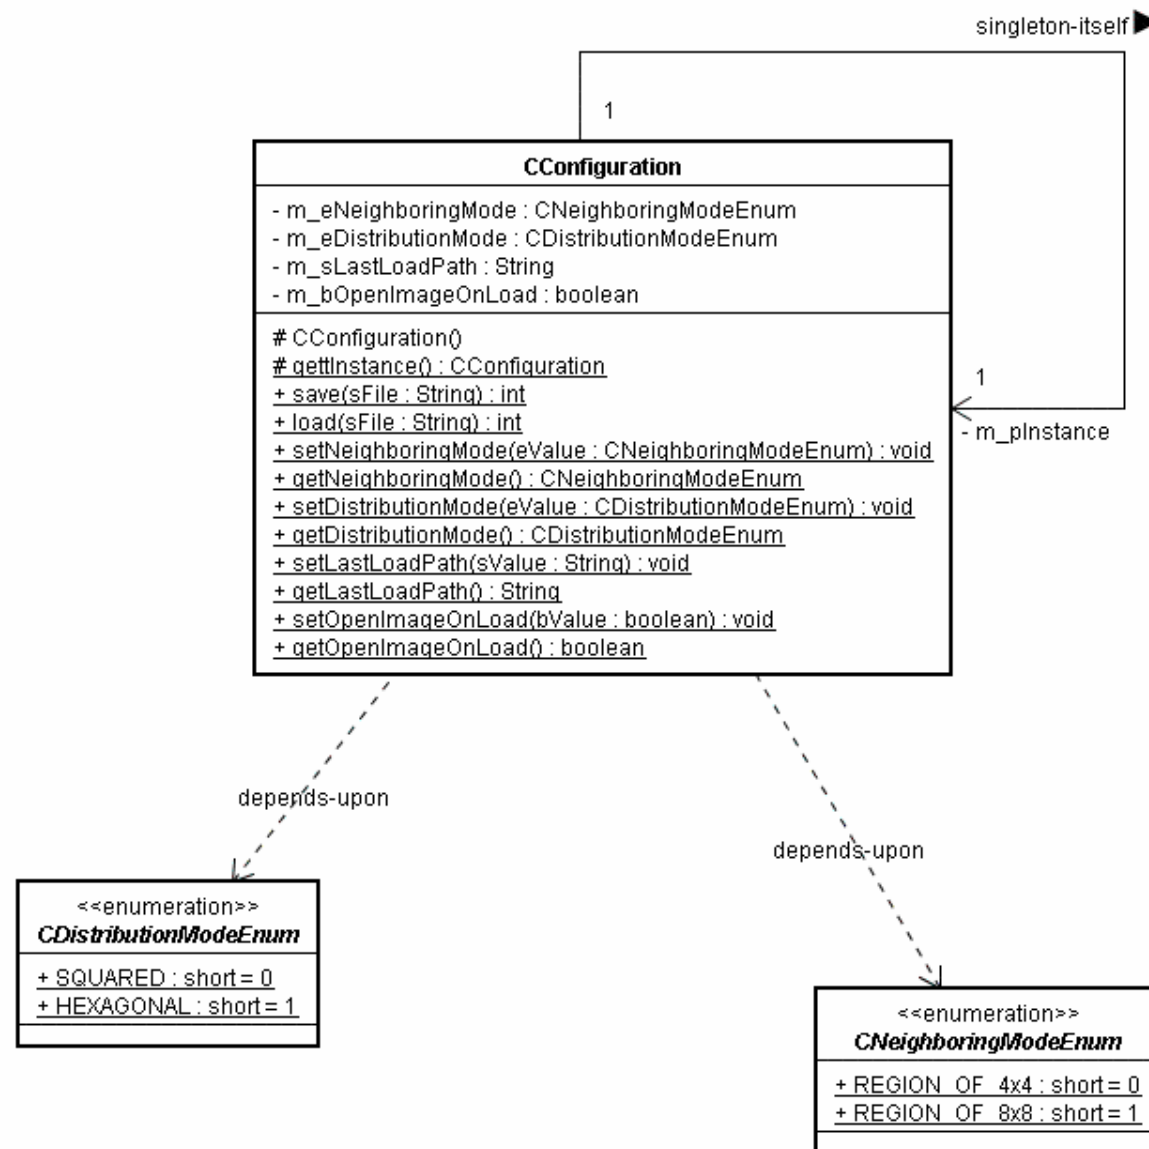 singleton-itself
1
CConfiguration
- m_eNeighboringMode : CNeighboringModeEnum
- m_eDistributionMode : CDistributionModeEnum
- m_sLastLoadPath : String
- m_bOpenImageOnLoad : boolean
# CConfiguration()
# gettInstance() : CConfiguration
+ save(sFile : String) : int
+ load(sFile : String) : int
+ setNeighboringMode(eValue : CNeighboringModeEnum) : void
+ getNeighboringMode() : CNeighboringModeEnum
+ setDistributionMode(eValue : CDistributionModeEnum) : void
+ getDistributionMode() : CDistributionModeEnum
+ setLastLoadPath(sValue : String) : void
+ getLastLoadPath() : String
+ setOpenImageOnLoad(bValue : boolean) : void
+ getOpenImageOnLoad() : boolean
1
- m_pInstance
depends-upon
depends-upon
<<enumeration>>
CDistributionModeEnum
+ SQUARED : short = 0
+ HEXAGONAL : short = 1
<<enumeration>>
CNeighboringModeEnum
+ REGION_OF_4x4 : short = 0
+ REGION_OF_8x8 : short = 1